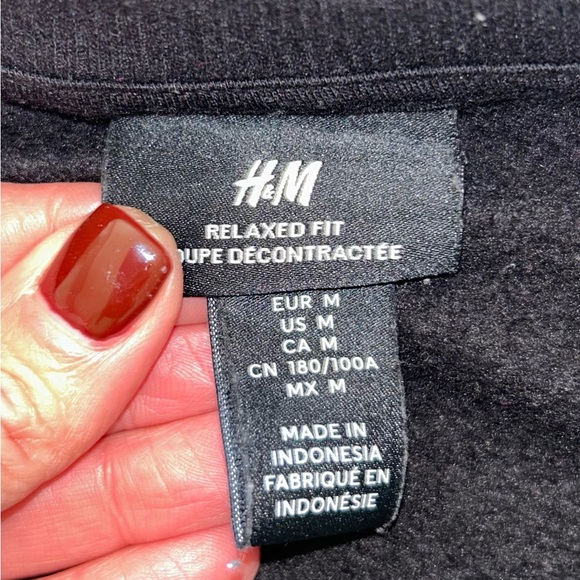 H&M
RELAXED FIT
OUPE DÉCONTRACTÉE
EUR M
US M
CA M
CN 180/100A
MX M
MADE IN
INDONESIA
FABRIQUÉ EN
INDONÉSIE